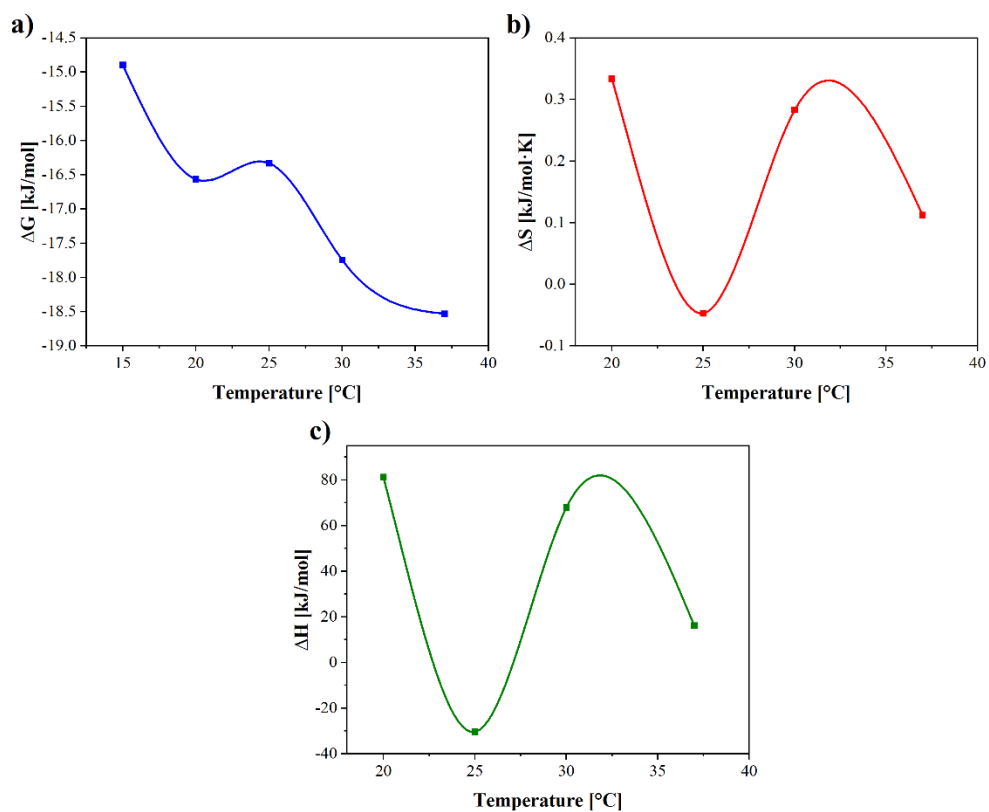 a)
ΔG [kJ/mol]
-14.5
-15.0
-15.5
-16.0
-16.5
-17.0
-17.5
-18.0
-18.5
-19.0
15 20 25 30 35 40
Temperature [°C]
b)
ΔS [kJ/mol·K]
0.4
0.3
0.2
0.1
0.0
-0.1
20 25 30 35 40
Temperature [°C]
c)
ΔH [kJ/mol]
80
60
40
20
0
-20
-40
20 25 30 35 40
Temperature [°C]